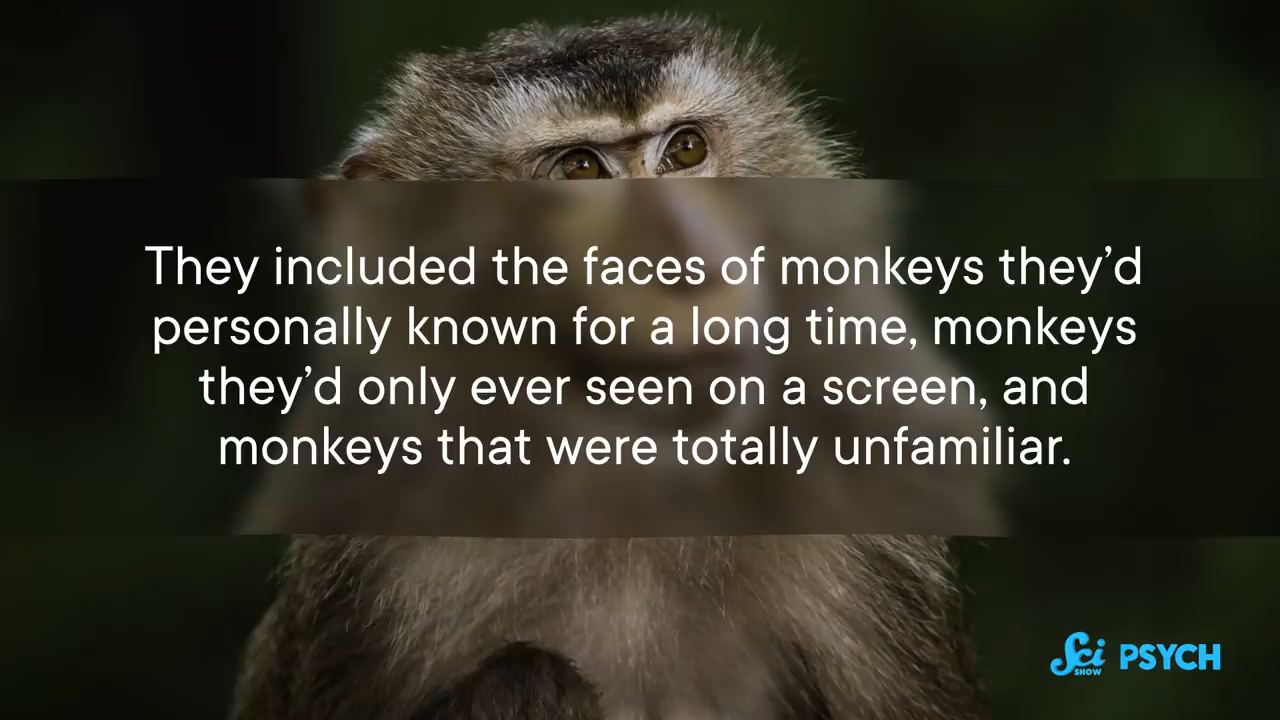 They included the faces of monkeys they’d
personally known for a long time, monkeys
they’d only ever seen on a screen, and
monkeys that were totally unfamiliar.
Sci SHOW PSYCH